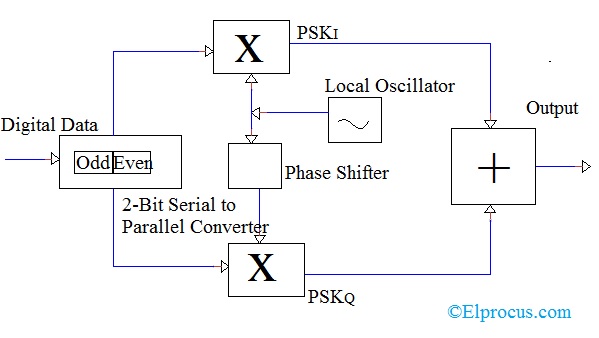 X
PSKI
Local Oscillator
Digital Data
Odd Even
Phase Shifter
Output
+
2-Bit Serial to
Parallel Converter
X
PSKQ
©Elprocus.com